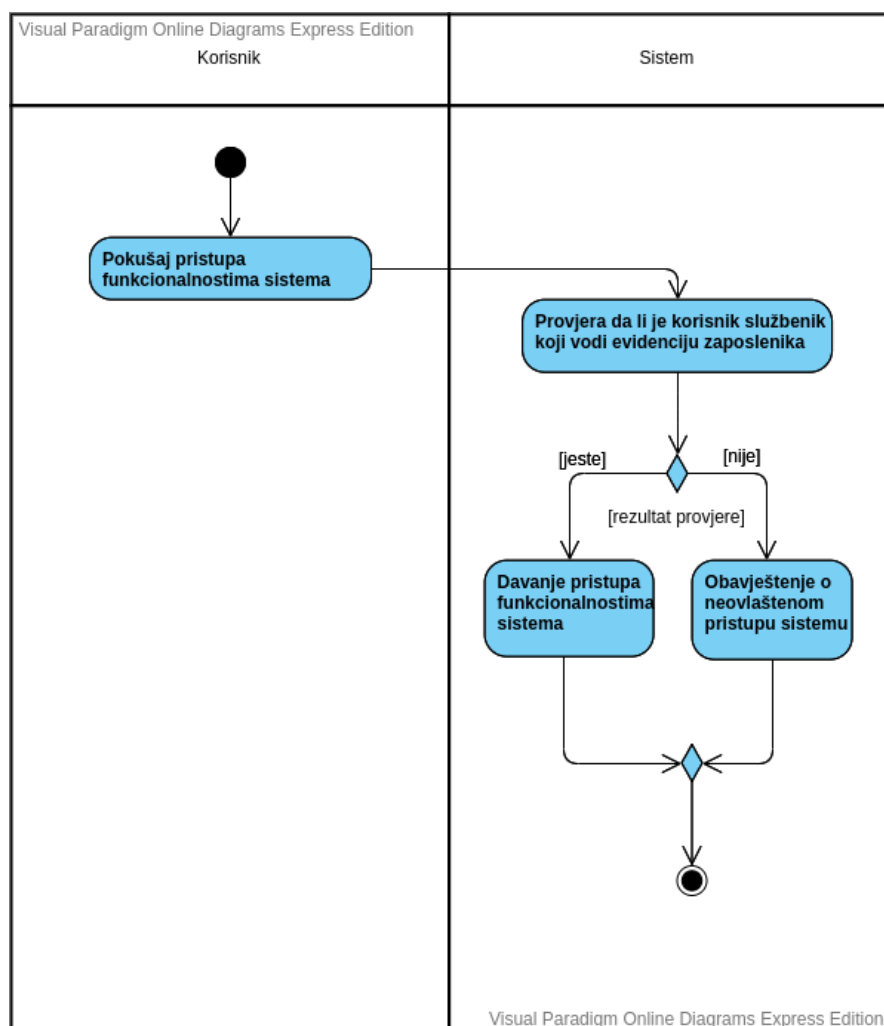 Visual Paradigm Online Diagrams Express Edition
Korisnik
Sistem
Pokušaj pristupa
funkcionalnostima sistema
Provjera da li je korisnik službenik
koji vodi evidenciju zaposlenika
[jeste]
[nije]
[rezultat provjere]
Davanje pristupa
funkcionalnostima
sistema
Obavještenje o
neovlaštenom
pristupu sistemu
Visual Paradigm Online Diagrams Express Edition